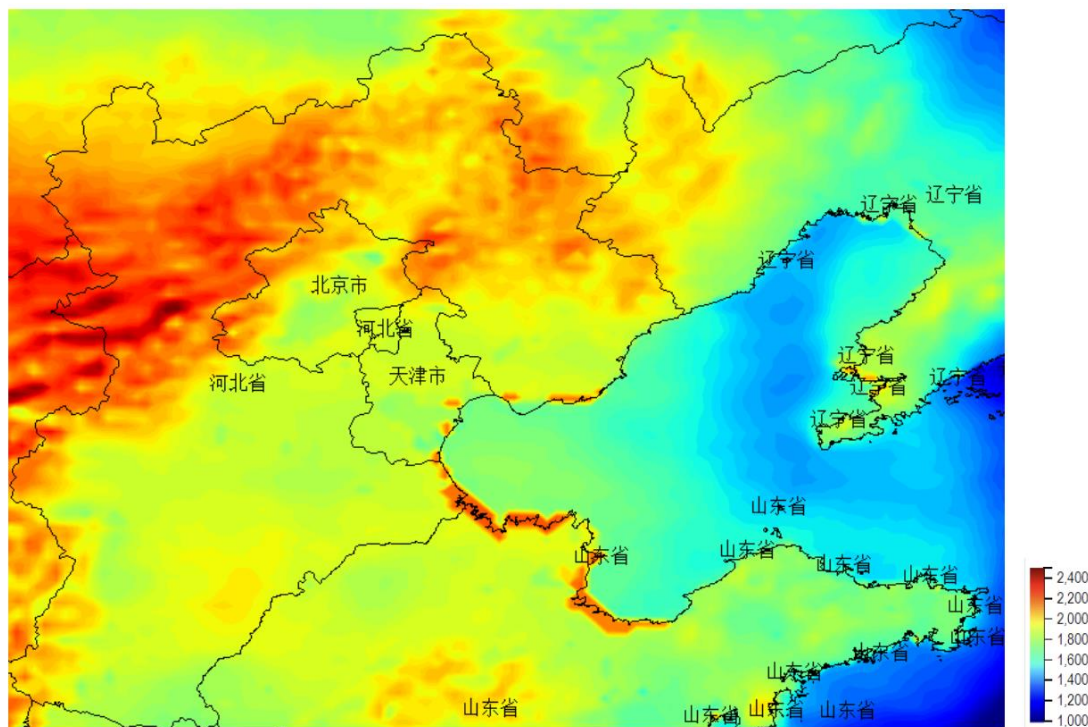 辽宁省
辽宁省
辽宁省
北京市
河北省
辽宁省
天津市
辽宁省
河北省
辽宁省
辽宁省
山东省
山东省
山东省
山东省
山东省
山东省
山东省
山东省
山东省
山东省
山东省
山东省
山东省
2,400
2,200
2,000
1,800
1,600
1,400
1,200
1,000